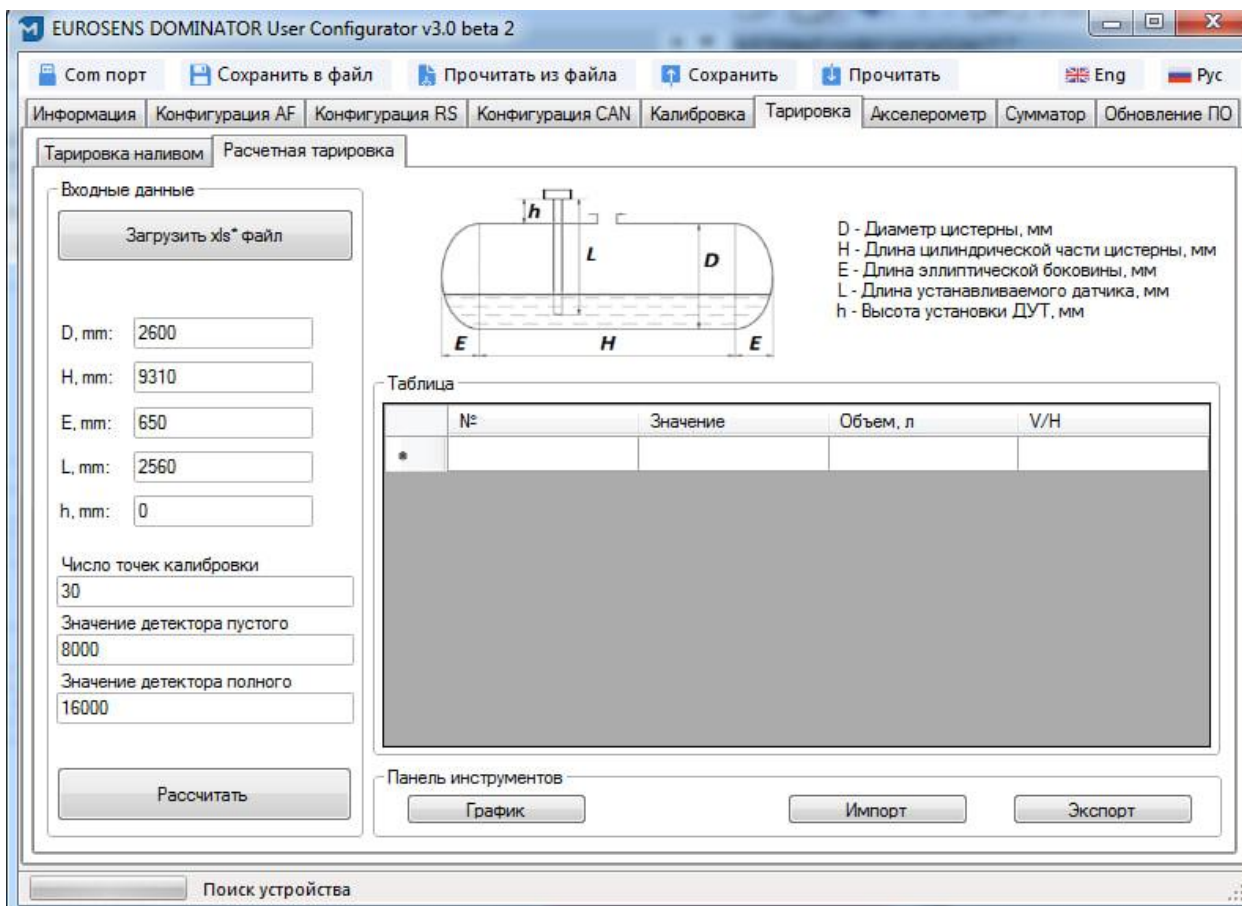 EUROSENS DOMINATOR User Configurator v3.0 beta 2
Com порт Сохранить в файл Прочитать из файла Сохранить Прочитать Eng Рус
Информация Конфигурация AF Конфигурация RS Конфигурация CAN Калибровка Тарировка Акселерометр Сумматор Обновление ПО
Тарировка наливом Расчетная тарировка
Входные данные
Загрузить xls* файл
D, mm: 2600
H, mm: 9310
E, mm: 650
L, mm: 2560
h, mm: 0
Число точек калибровки
30
Значение детектора пустого
8000
Значение детектора полного
16000
Рассчитать
h
L
D
E H E
D - Диаметр цистерны, мм
H - Длина цилиндрической части цистерны, мм
E - Длина эллиптической боковины, мм
L - Длина устанавливаемого датчика, мм
h - Высота установки ДУТ, мм
Таблица
№ Значение Объем, л V/H
*
Панель инструментов
График Импорт Экспорт
Поиск устройства